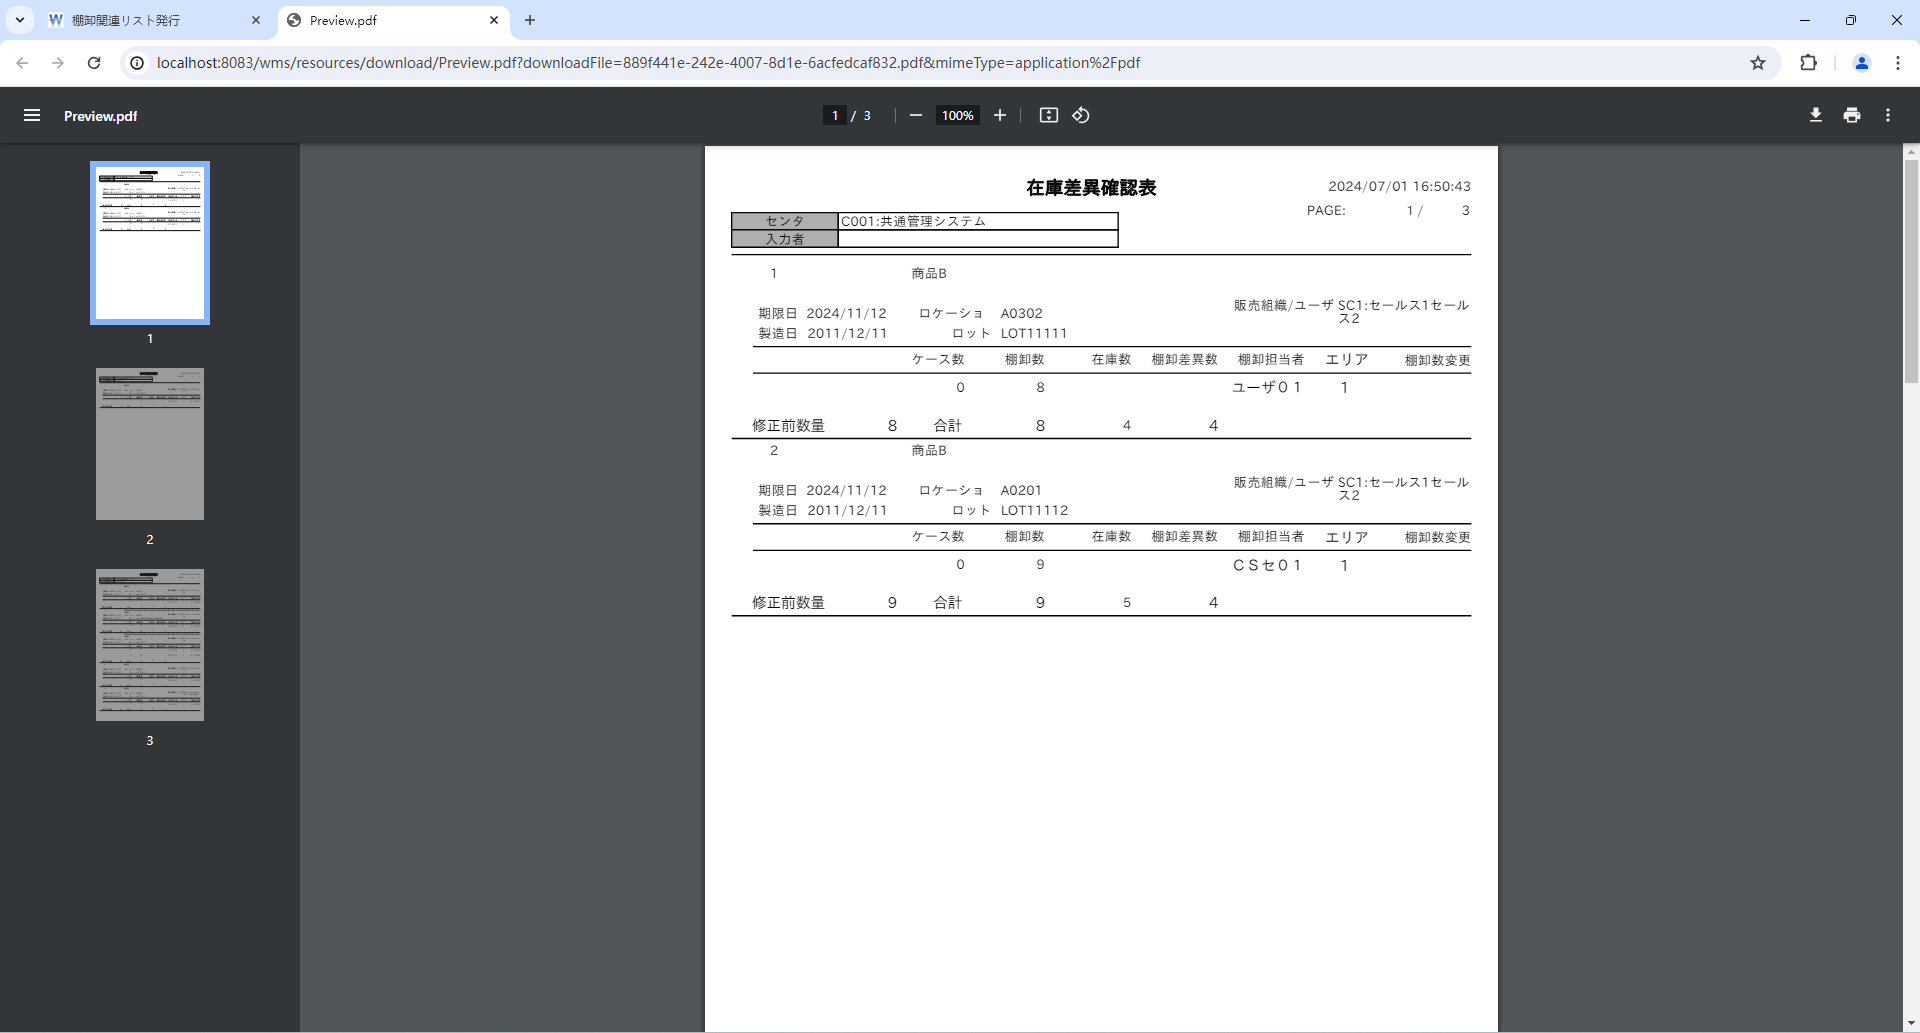 棚卸関連リスト発行
Preview.pdf
localhost:8083/wms/resources/download/Preview.pdf?downloadFile=889f441e-242e-4007-8d1e-6acfedcaf832.pdf&mimeType=application%2Fpdf
Preview.pdf
1 / 3
100%
1
2
3
在庫差異確認表
2024/07/01 16:50:43
PAGE: 1 / 3
センタ C001:共通管理システム
入力者
1 商品B
販売組織/ユーザ SC1:セールス1セール
ス2
期限日 2024/11/12 ロケーショ A0302
製造日 2011/12/11 ロット LOT11111
ケース数 棚卸数 在庫数 棚卸差異数 棚卸担当者 エリア 棚卸数変更
0 8 ユーザ０１ 1
修正前数量 8 合計 8 4 4
2 商品B
販売組織/ユーザ SC1:セールス1セール
ス2
期限日 2024/11/12 ロケーショ A0201
製造日 2011/12/11 ロット LOT11112
ケース数 棚卸数 在庫数 棚卸差異数 棚卸担当者 エリア 棚卸数変更
0 9 ＣＳセ０１ 1
修正前数量 9 合計 9 5 4